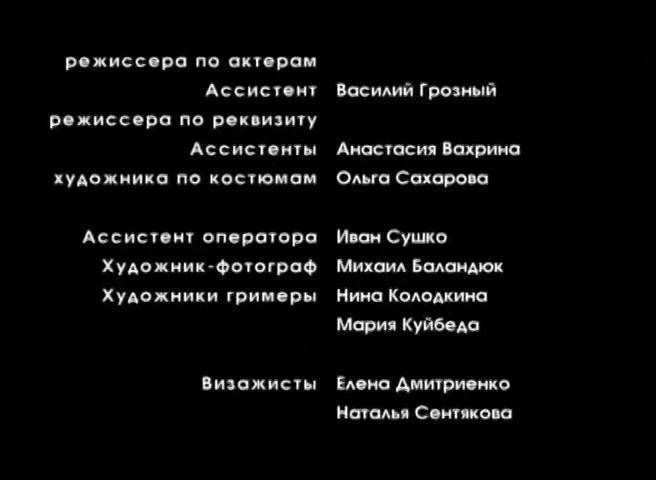 режиссера по актерам
Ассистент Василий Грозный
режиссера по реквизиту
Ассистенты Анастасия Вахрина
художника по костюмам Ольга Сахарова
Ассистент оператора Иван Сушко
Художник-фотограф Михаил Баландюк
Художники гримеры Нина Колодкина
Мария Куйбеда
Визажисты Елена Дмитриенко
Наталья Сентякова